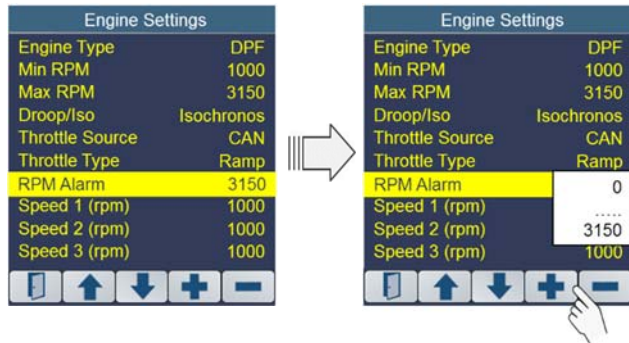 Engine Settings
Engine Type DPF
Min RPM 1000
Max RPM 3150
Droop/Iso Isochronos
Throttle Source CAN
Throttle Type Ramp
RPM Alarm 3150
Speed 1 (rpm) 1000
Speed 2 (rpm) 1000
Speed 3 (rpm) 1000
Engine Settings
Engine Type DPF
Min RPM 1000
Max RPM 3150
Droop/Iso Isochronos
Throttle Source CAN
Throttle Type Ramp
RPM Alarm 0
Speed 1 (rpm) .....
Speed 2 (rpm) 3150
Speed 3 (rpm) 1000